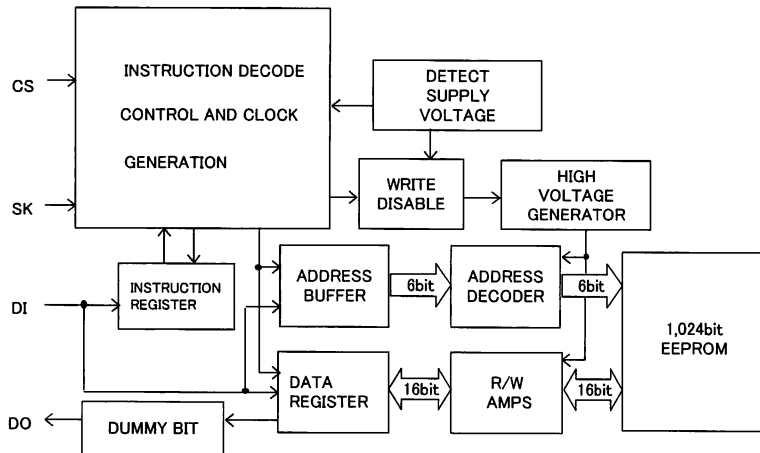 CS
SK
DI
DO
INSTRUCTION DECODE
CONTROL AND CLOCK
GENERATION
DETECT
SUPPLY
VOLTAGE
WRITE
DISABLE
HIGH
VOLTAGE
GENERATOR
INSTRUCTION
REGISTER
ADDRESS
BUFFER
6bit
ADDRESS
DECODER
6bit
1,024bit
EEPROM
DATA
REGISTER
16bit
R/W
AMPS
16bit
DUMMY BIT